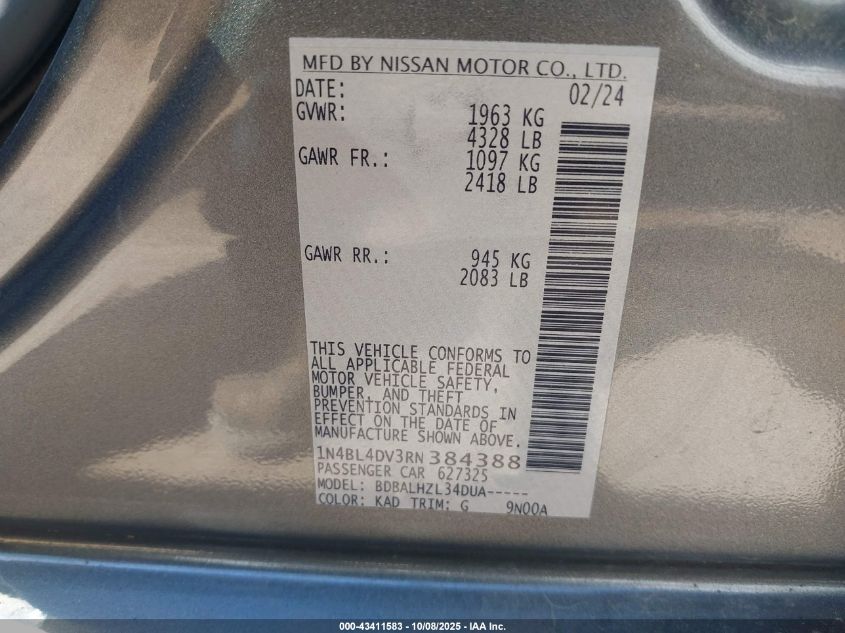 MFD BY NISSAN MOTOR CO., LTD.
DATE: 02/24
GVWR: 1963 KG
4328 LB
GAWR FR.: 1097 KG
2418 LB
GAWR RR.: 945 KG
2083 LB
THIS VEHICLE CONFORMS TO
ALL APPLICABLE FEDERAL
MOTOR VEHICLE SAFETY,
BUMPER, AND THEFT
PREVENTION STANDARDS IN
EFFECT ON THE DATE OF
MANUFACTURE SHOWN ABOVE.
1N4BL4DV3RN384388
PASSENGER CAR 627325
MODEL: BDBALHZL34DUA-----
COLOR: KAD TRIM: G 9N00A
000-43411583 - 10/08/2025 - IAA Inc.